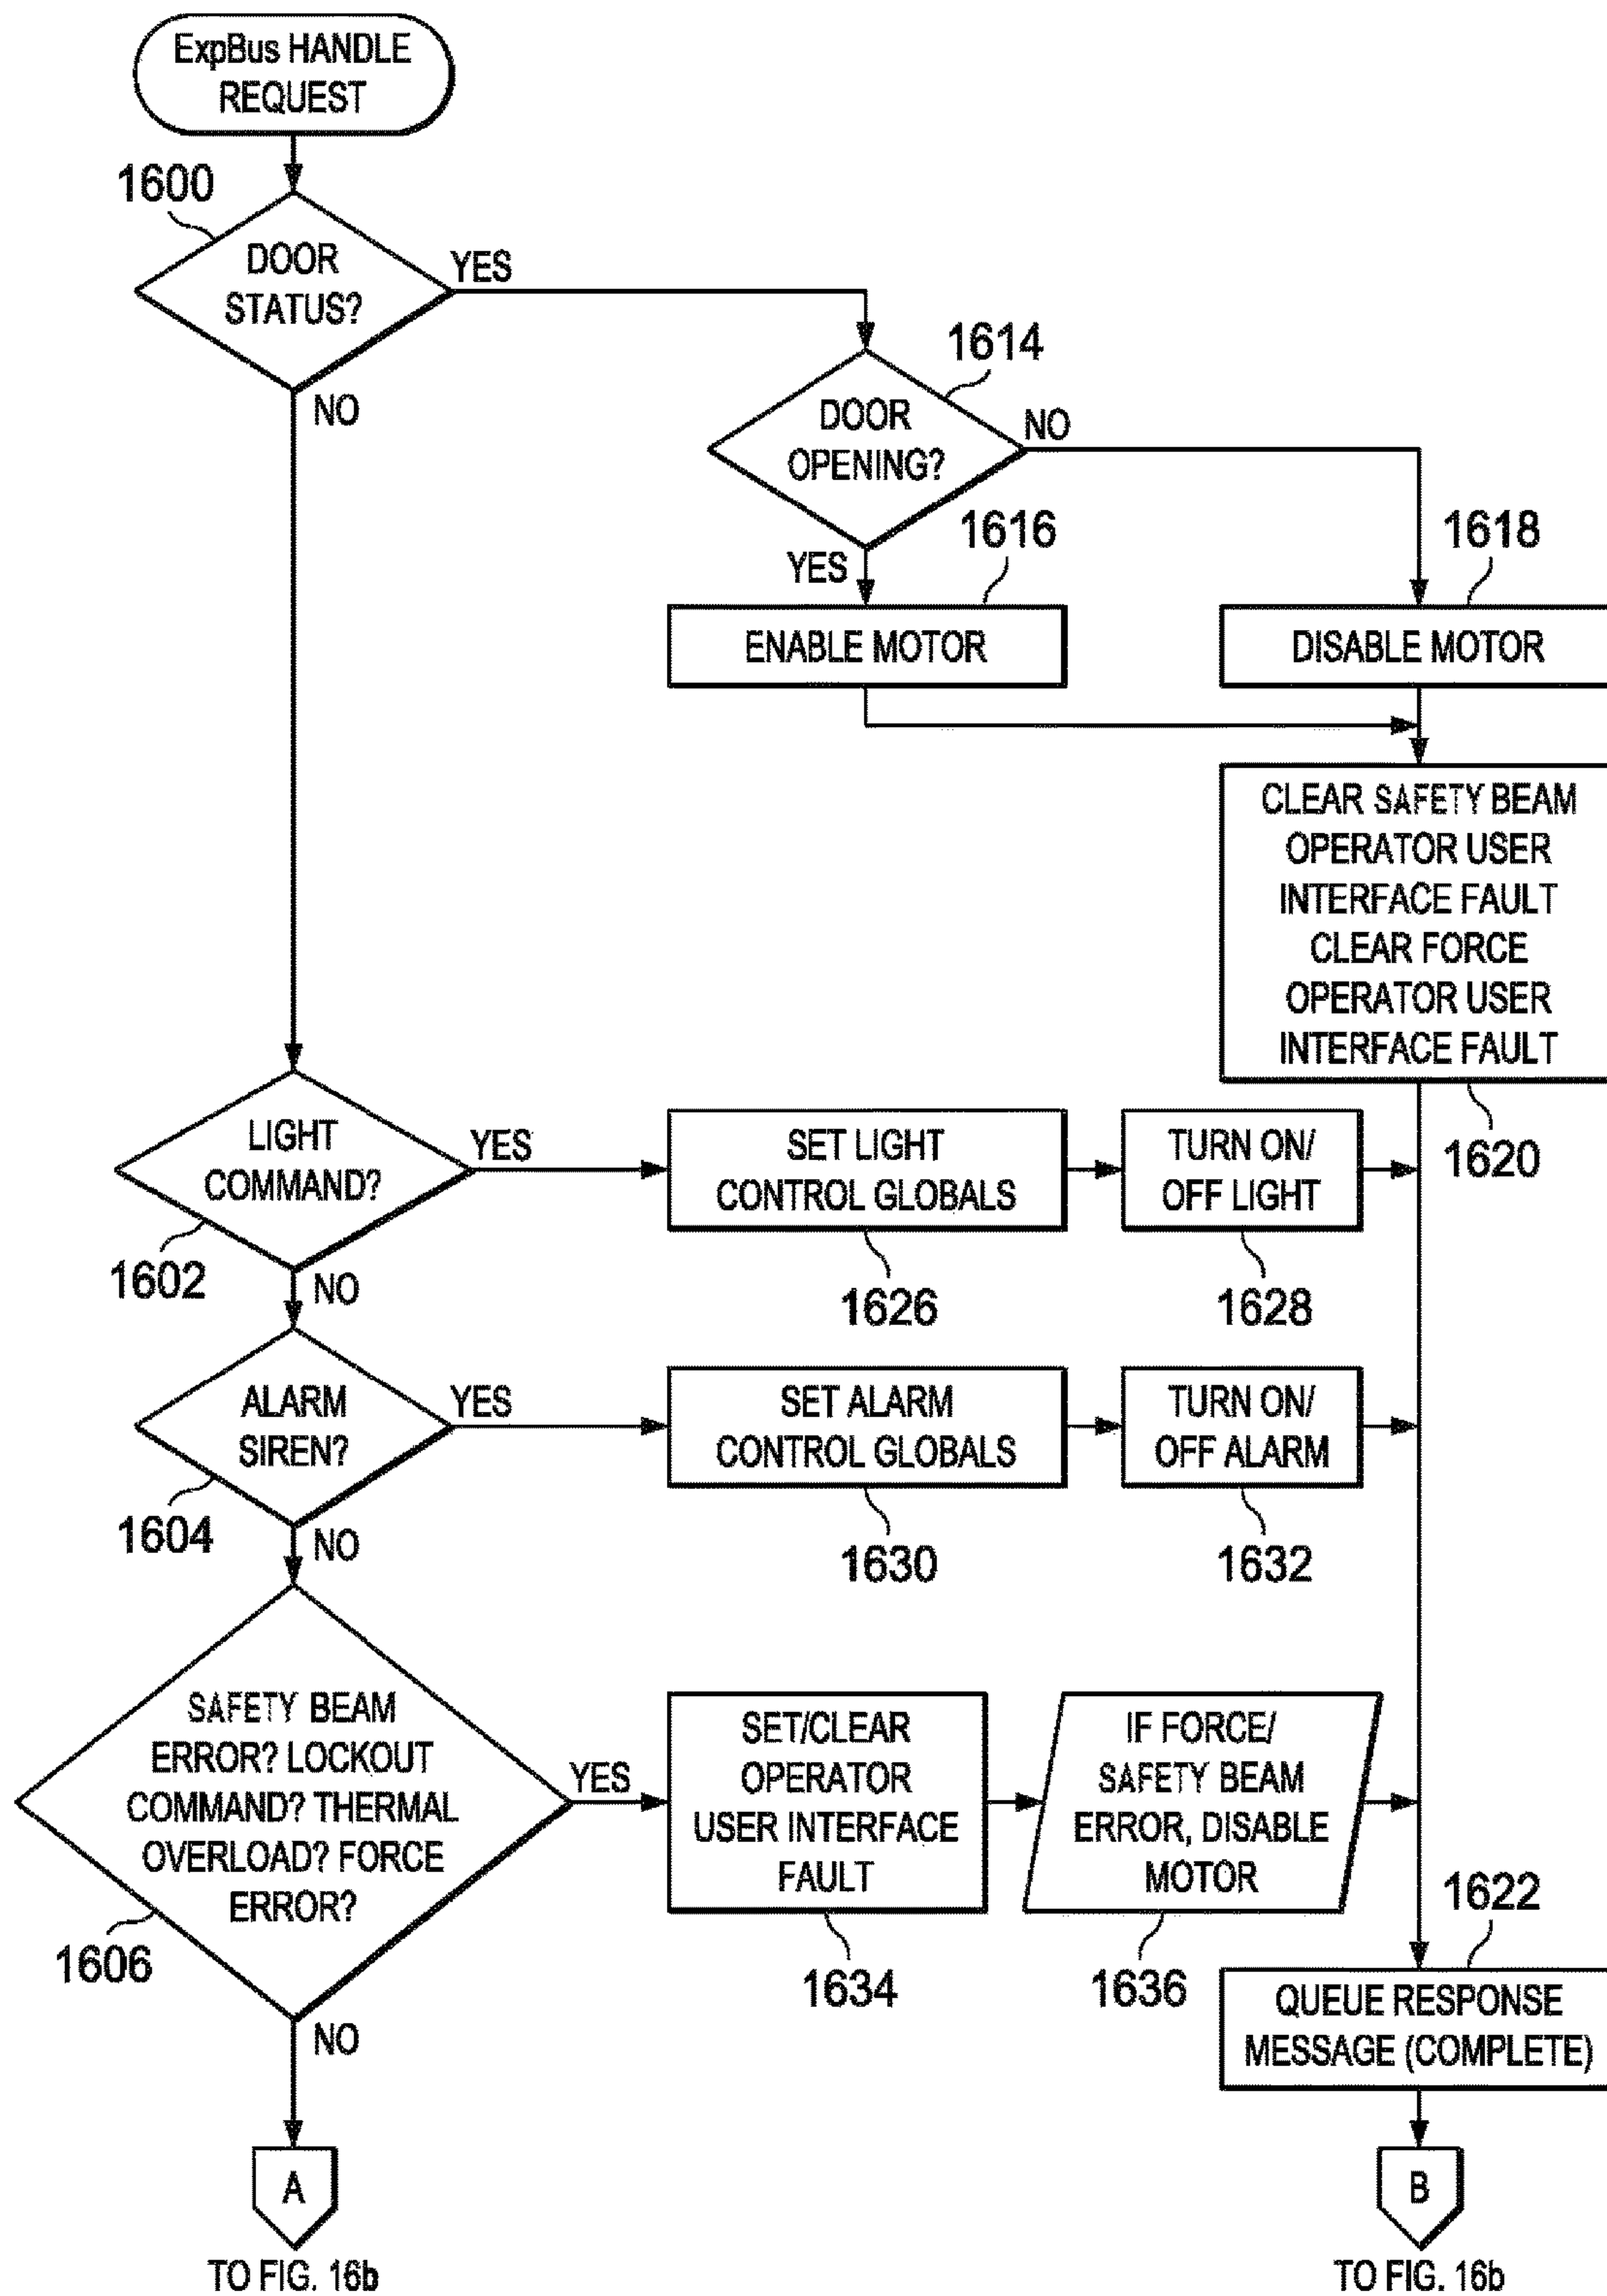 ExpBus HANDLE
REQUEST
1600
DOOR
STATUS?
YES
NO
1614
DOOR
OPENING?
NO
YES
1616
1618
ENABLE MOTOR
DISABLE MOTOR
CLEAR SAFETY BEAM
OPERATOR USER
INTERFACE FAULT
CLEAR FORCE
OPERATOR USER
INTERFACE FAULT
1620
LIGHT
COMMAND?
YES
1602
NO
SET LIGHT
CONTROL GLOBALS
1626
TURN ON/
OFF LIGHT
1628
ALARM
SIREN?
YES
1604
NO
SET ALARM
CONTROL GLOBALS
1630
TURN ON/
OFF ALARM
1632
SAFETY BEAM
ERROR? LOCKOUT
COMMAND? THERMAL
OVERLOAD? FORCE
ERROR?
YES
1606
NO
SET/CLEAR
OPERATOR
USER INTERFACE
FAULT
1634
IF FORCE/
SAFETY BEAM
ERROR, DISABLE
MOTOR
1636
1622
QUEUE RESPONSE
MESSAGE (COMPLETE)
A
TO FIG. 16b
B
TO FIG. 16b